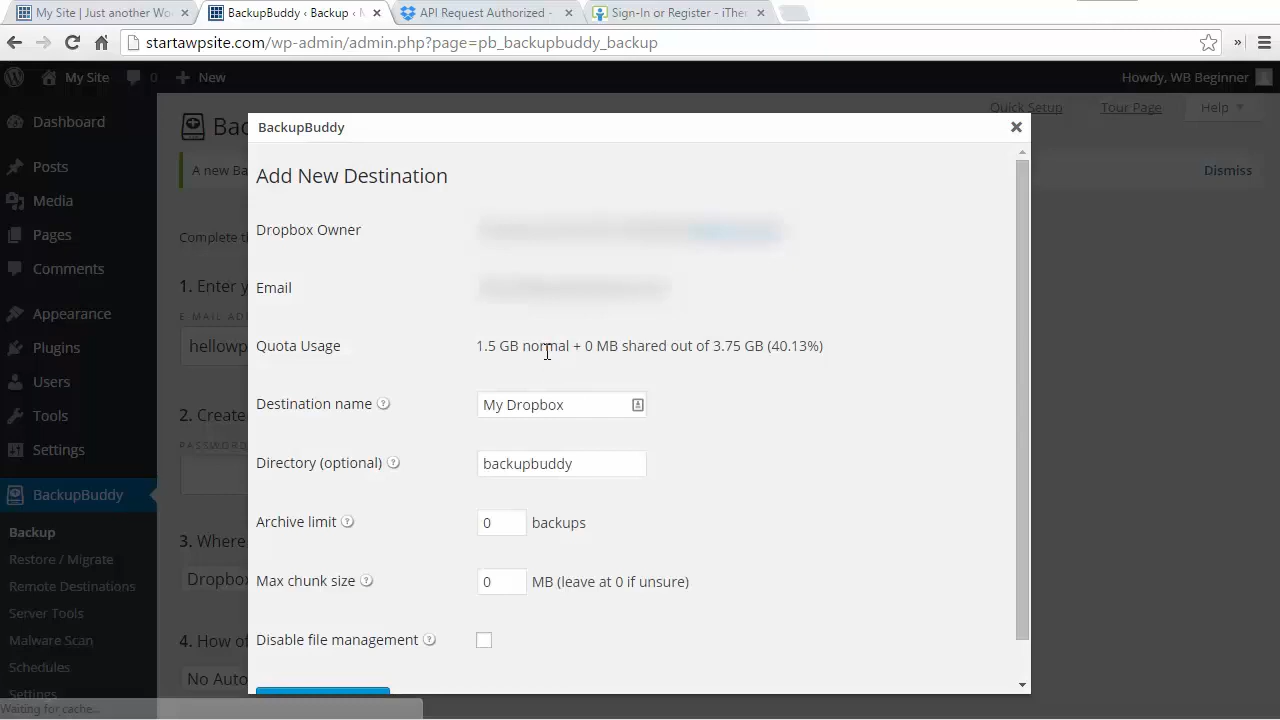 My Site | Just another Wo
BackupBuddy ‹ Backup ‹ M
API Request Authorized -
Sign-In or Register - iThe
startawpsite.com/wp-admin/admin.php?page=pb_backupbuddy_backup
My Site
0
New
Howdy, WB Beginner
Quick Setup
Tour Page
Help
Dashboard
Posts
Media
Pages
Comments
Appearance
Plugins
Users
Tools
Settings
BackupBuddy
Backup
Restore / Migrate
Remote Destinations
Server Tools
Malware Scan
Schedules
Settings
Waiting for cache...
Bac
A new Ba
Dismiss
Complete th
1. Enter y
E-MAIL AD
hellowp
2. Create
PASSWORD
3. Where
Dropbox
4. How of
No Auto
BackupBuddy
Add New Destination
Dropbox Owner
Email
Quota Usage
1.5 GB normal + 0 MB shared out of 3.75 GB (40.13%)
Destination name
My Dropbox
Directory (optional)
backupbuddy
Archive limit
0 backups
Max chunk size
0 MB (leave at 0 if unsure)
Disable file management